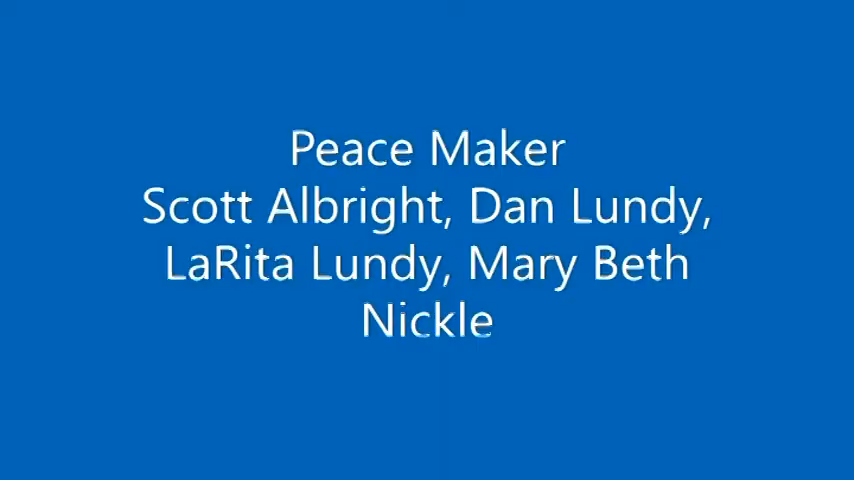 Peace Maker
Scott Albright, Dan Lundy,
LaRita Lundy, Mary Beth
Nickle